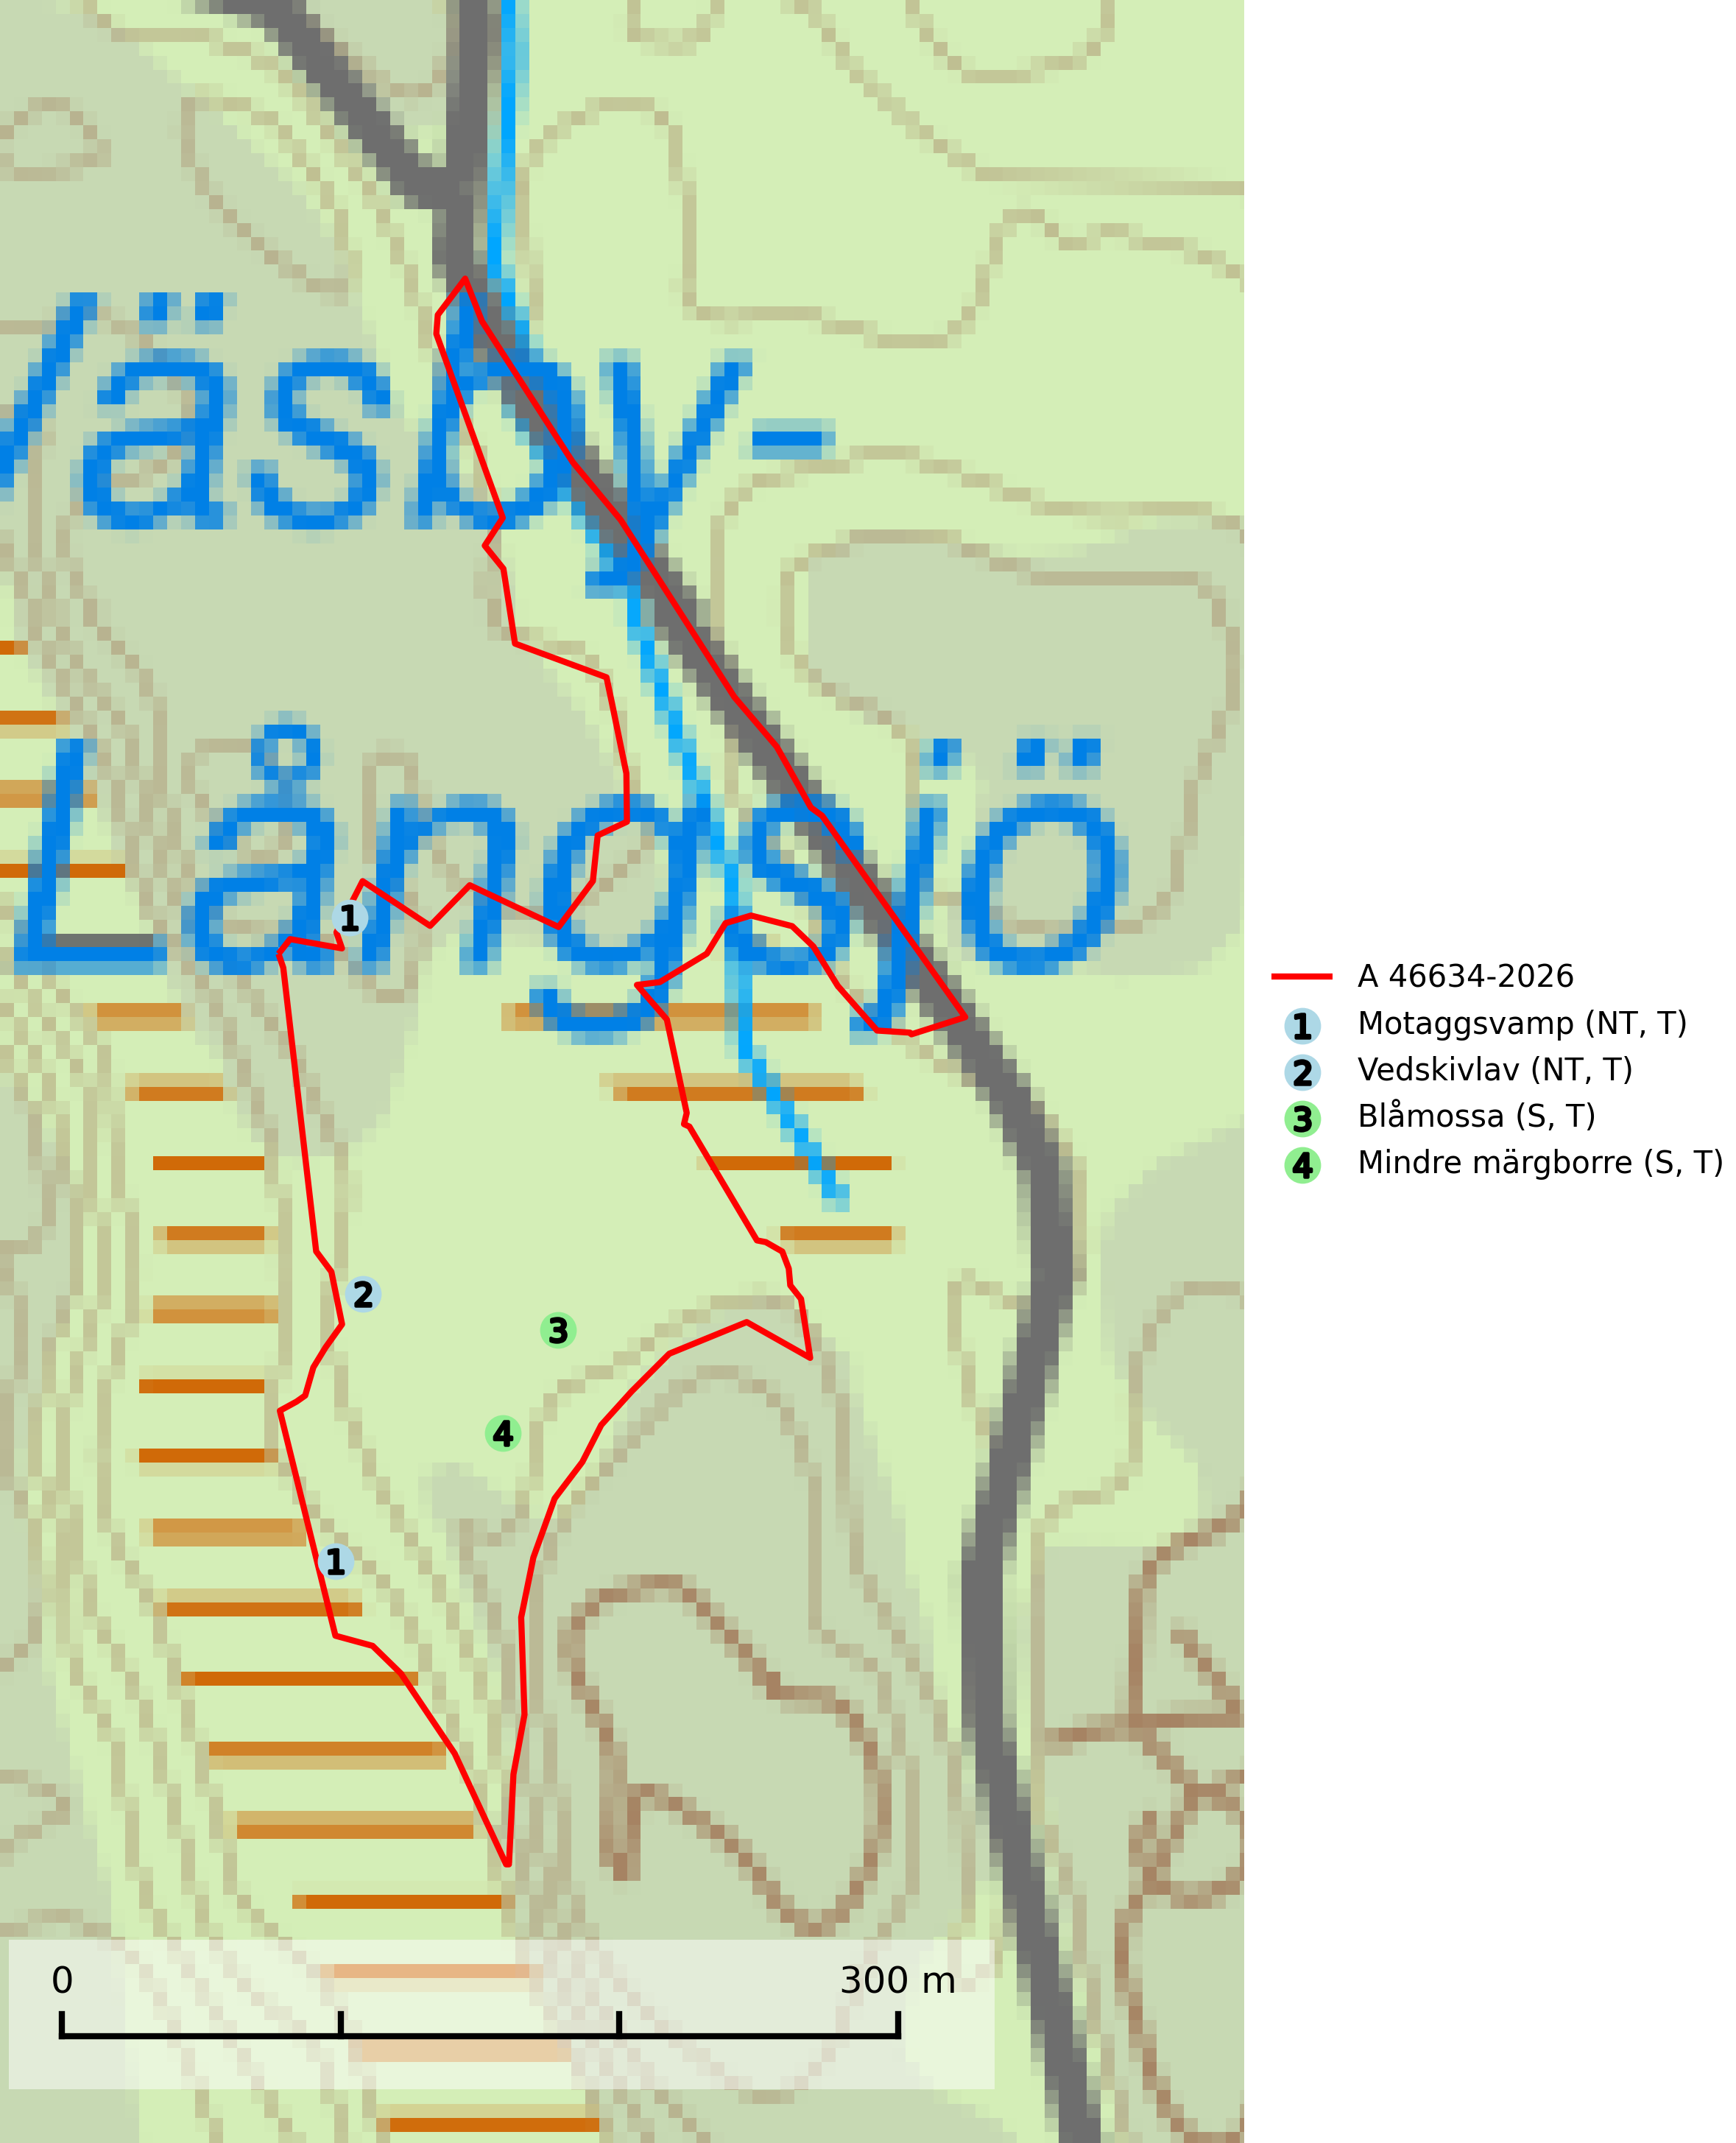 Väsby-
Långsjö
1
2
3
4
1
0 300 m
A 46634-2026
1 Motaggsvamp (NT, T)
2 Vedskivlav (NT, T)
3 Blåmossa (S, T)
4 Mindre märgborre (S, T)